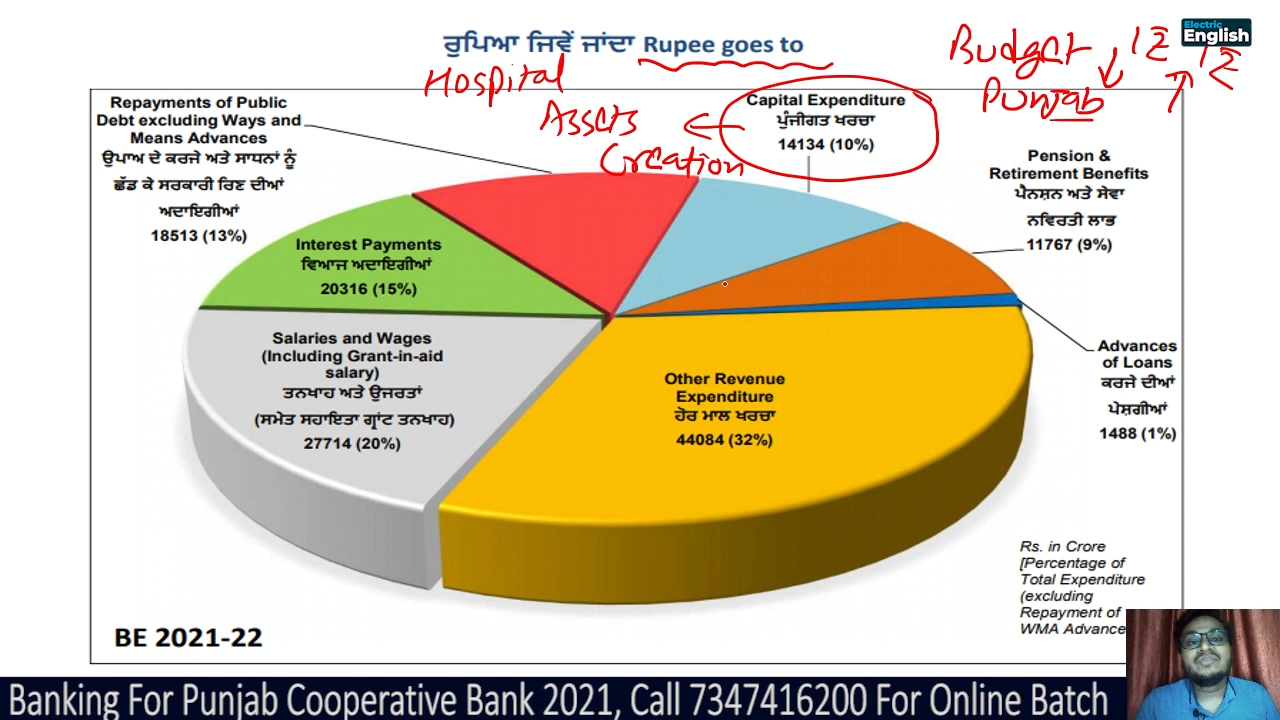 ਰੁਪਿਆ ਜਿਵੇਂ ਜਾਂਦਾ Rupee goes to
Electric
English
Budget 1₹ 1₹
Punjab
Hospital
Assets
Creation
Repayments of Public
Debt excluding Ways and
Means Advances
ਉਪਾਅ ਦੇ ਕਰਜੇ ਅਤੇ ਸਾਧਨਾਂ ਨੂੰ
ਛੱਡ ਕੇ ਸਰਕਾਰੀ ਰਿਣ ਦੀਆਂ
ਅਦਾਇਗੀਆਂ
18513 (13%)
Capital Expenditure
ਪੂੰਜੀਗਤ ਖਰਚਾ
14134 (10%)
Pension &
Retirement Benefits
ਪੈਨਸ਼ਨ ਅਤੇ ਸੇਵਾ
ਨਵਿਰਤੀ ਲਾਭ
11767 (9%)
Interest Payments
ਵਿਆਜ ਅਦਾਇਗੀਆਂ
20316 (15%)
Salaries and Wages
(Including Grant-in-aid
salary)
ਤਨਖਾਹ ਅਤੇ ਉਜਰਤਾਂ
(ਸਮੇਤ ਸਹਾਇਤਾ ਗ੍ਰਾਂਟ ਤਨਖਾਹ)
27714 (20%)
Other Revenue
Expenditure
ਹੋਰ ਮਾਲ ਖਰਚਾ
44084 (32%)
Advances
of Loans
ਕਰਜੇ ਦੀਆਂ
ਪੇਸ਼ਗੀਆਂ
1488 (1%)
Rs. in Crore
[Percentage of
Total Expenditure
(excluding
Repayment of
WMA Advance
BE 2021-22
Banking For Punjab Cooperative Bank 2021, Call 7347416200 For Online Batch